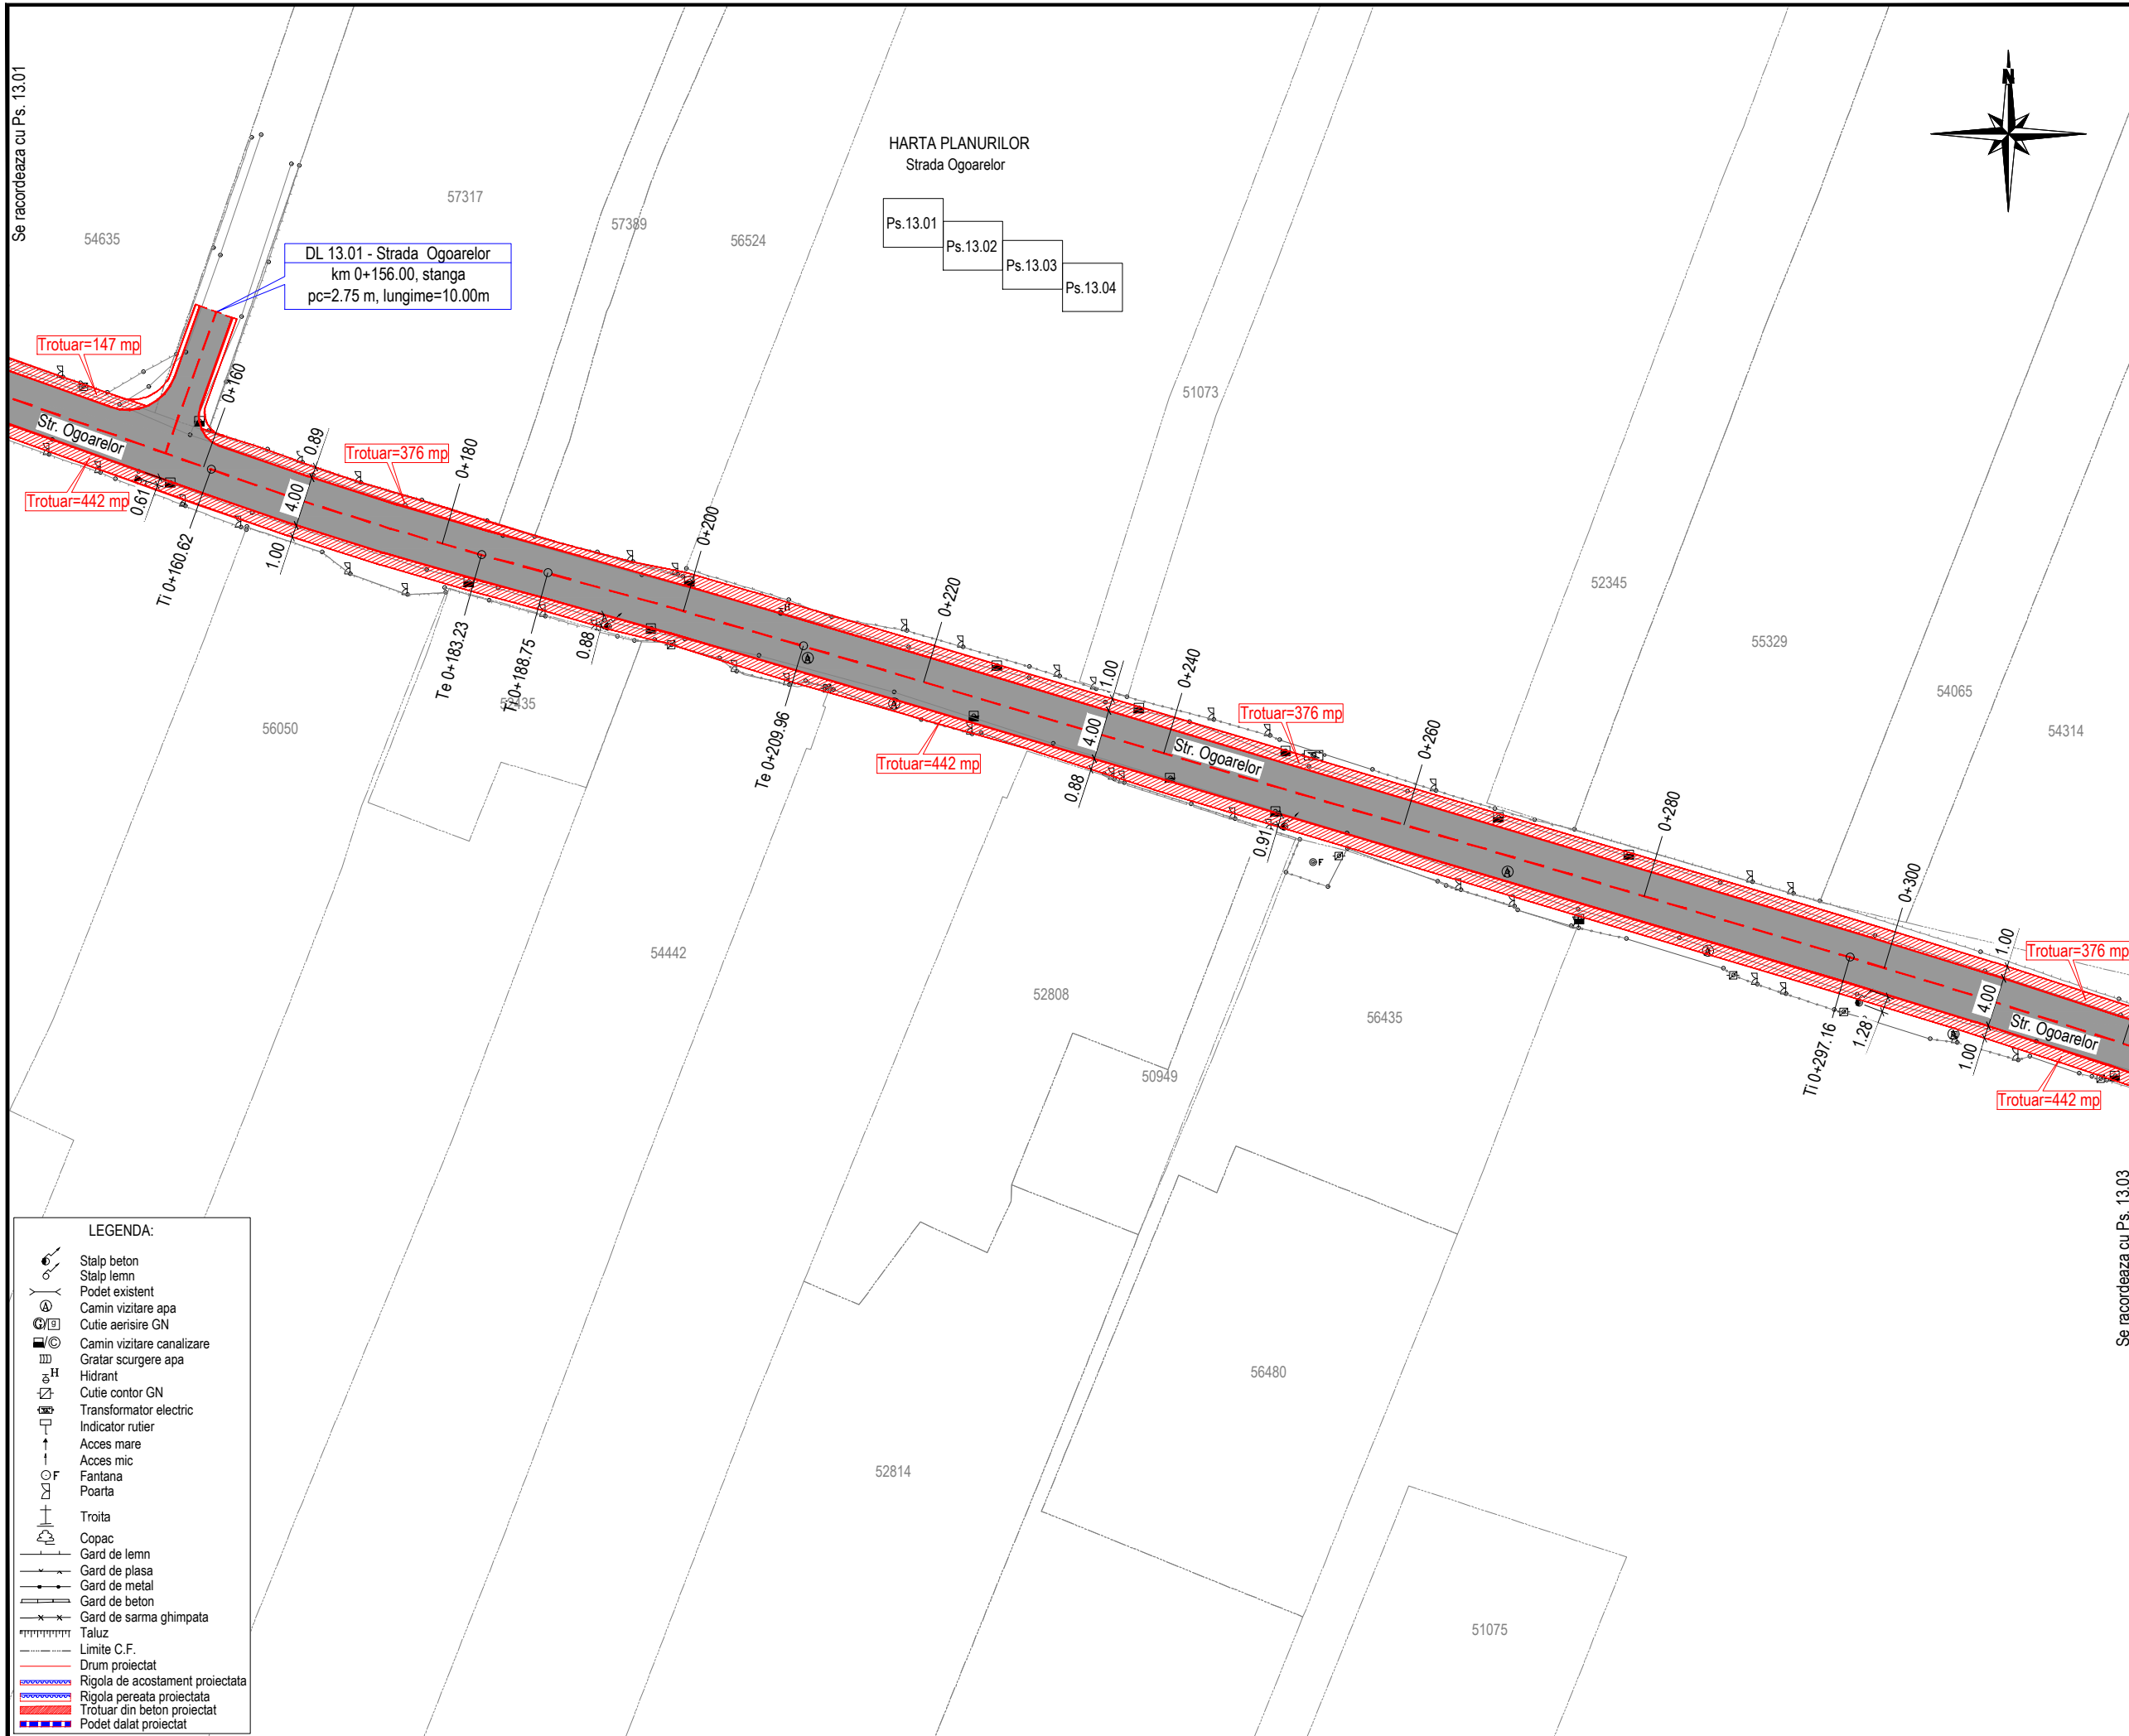 Se racordeaza cu Ps. 13.01
HARTA PLANURILOR
Strada Ogoarelor
Ps.13.01
Ps.13.02
Ps.13.03
Ps.13.04
N
54635
57317
57389
56524
51073
52345
55329
54065
54314
DL 13.01 - Strada Ogoarelor
km 0+156.00, stanga
pc=2.75 m, lungime=10.00m
Trotuar=147 mp
0+160
Str. Ogoarelor
0.89
4.00
1.00
0.61
Trotuar=442 mp
Trotuar=376 mp
0+180
0+200
Ti 0+160.62
Te 0+183.23
Ti 0+188.75
0.88
H
A
Te 0+209.96
0+220
A
1.00
4.00
0.88
0+240
Trotuar=442 mp
Str. Ogoarelor
Trotuar=376 mp
0.91
F
0+260
A
0+280
A
0+300
1.00
4.00
1.00
Ti 0+297.16
1.28
A
Str. Ogoarelor
Trotuar=376 mp
Trotuar=442 mp
56050
54442
52808
56435
50949
56480
52814
51075
Se racordeaza cu Ps. 13.03
LEGENDA:
Stalp beton
Stalp lemn
Podet existent
A Camin vizitare apa
G/g Cutie aerisire GN
/C Camin vizitare canalizare
Gratar scurgere apa
H Hidrant
Cutie contor GN
Transformator electric
Indicator rutier
Acces mare
Acces mic
F Fantana
Poarta
Troita
Copac
Gard de lemn
Gard de plasa
Gard de metal
Gard de beton
Gard de sarma ghimpata
Taluz
Limite C.F.
Drum proiectat
Rigola de acostament proiectata
Rigola pereata proiectata
Trotuar din beton proiectat
Podet dalat proiectat